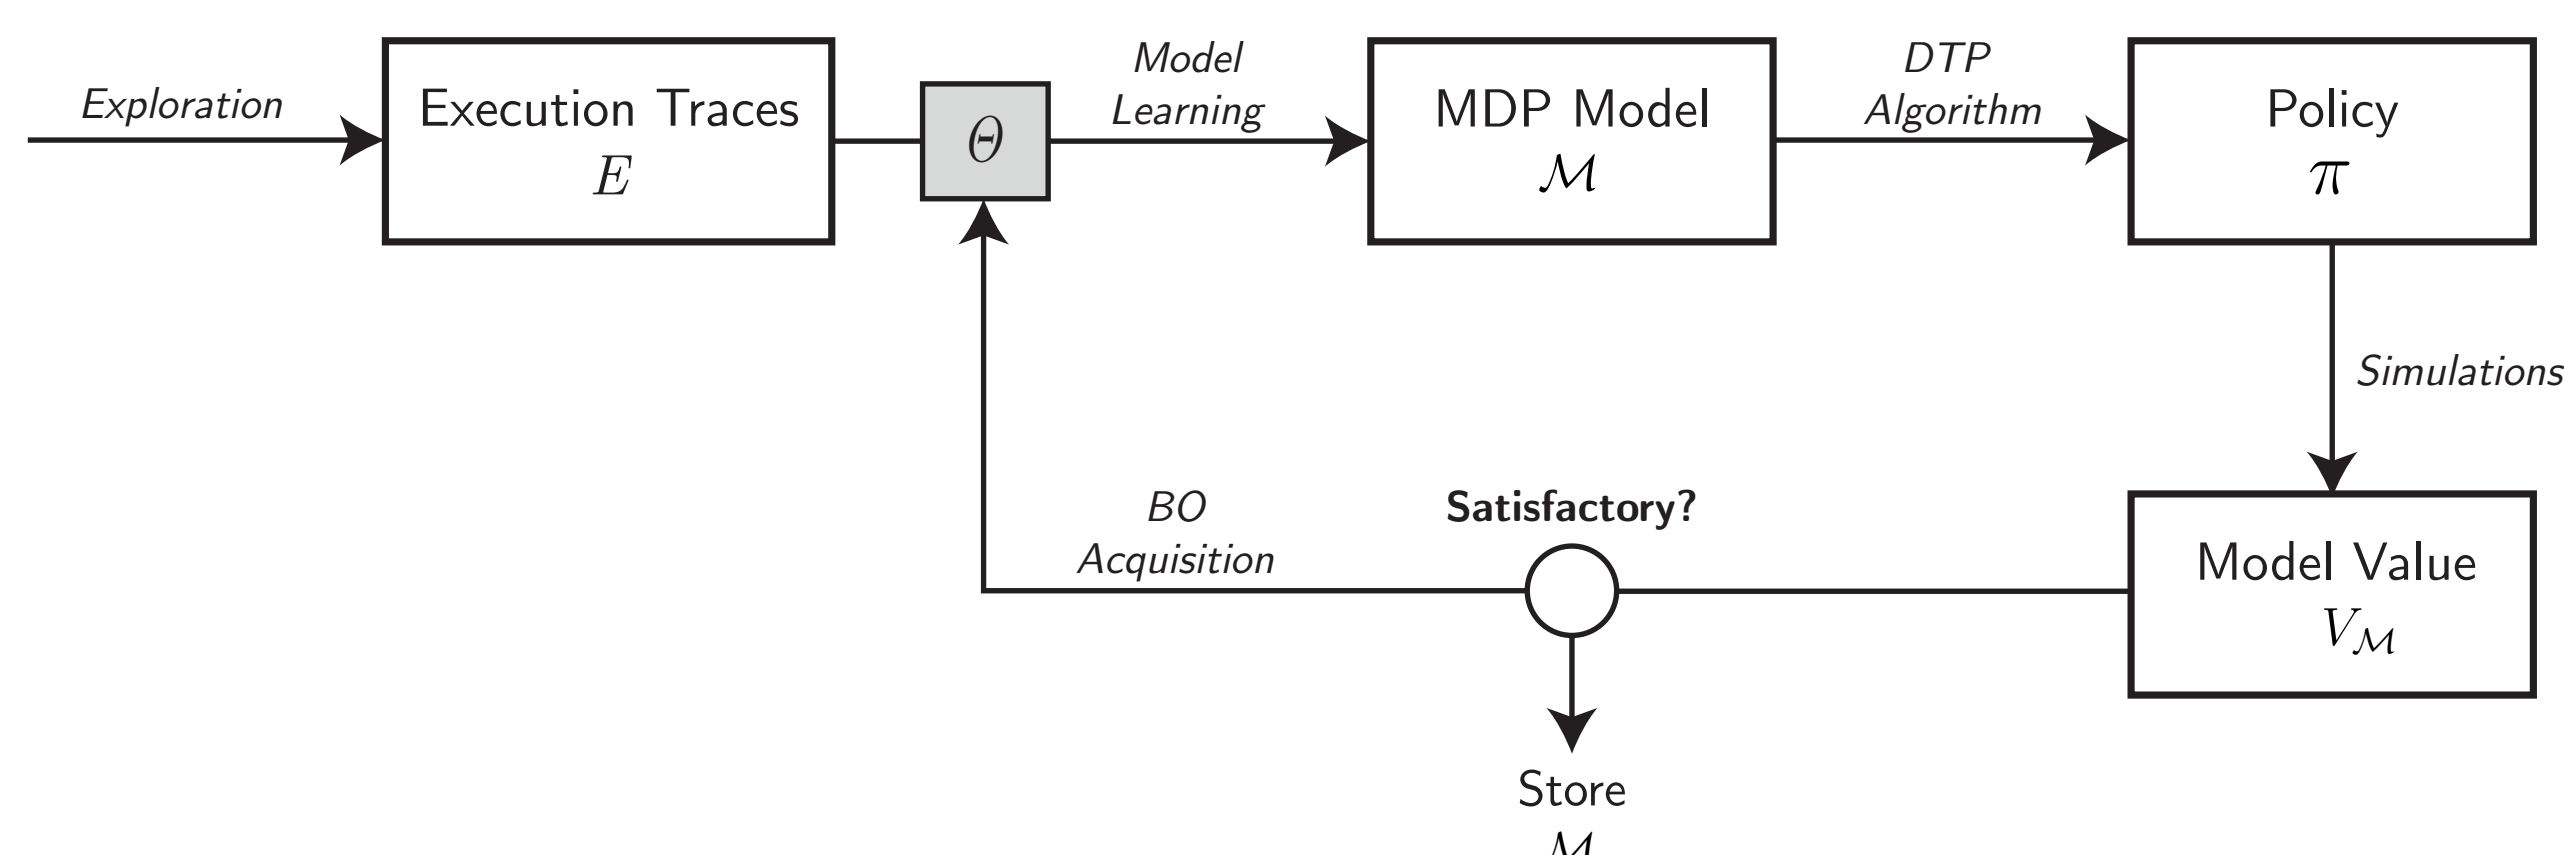 Exploration
Execution Traces
E
Θ
Model
Learning
MDP Model
ℳ
DTP
Algorithm
Policy
π
Simulations
Model Value
Vℳ
Satisfactory?
BO
Acquisition
Store
ℳ